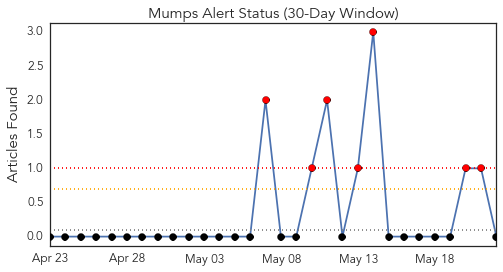 Mumps Alert Status (30-Day Window)
Articles Found
3.0
2.5
2.0
1.5
1.0
0.5
0.0
Apr 23
Apr 28
May 03
May 08
May 13
May 18